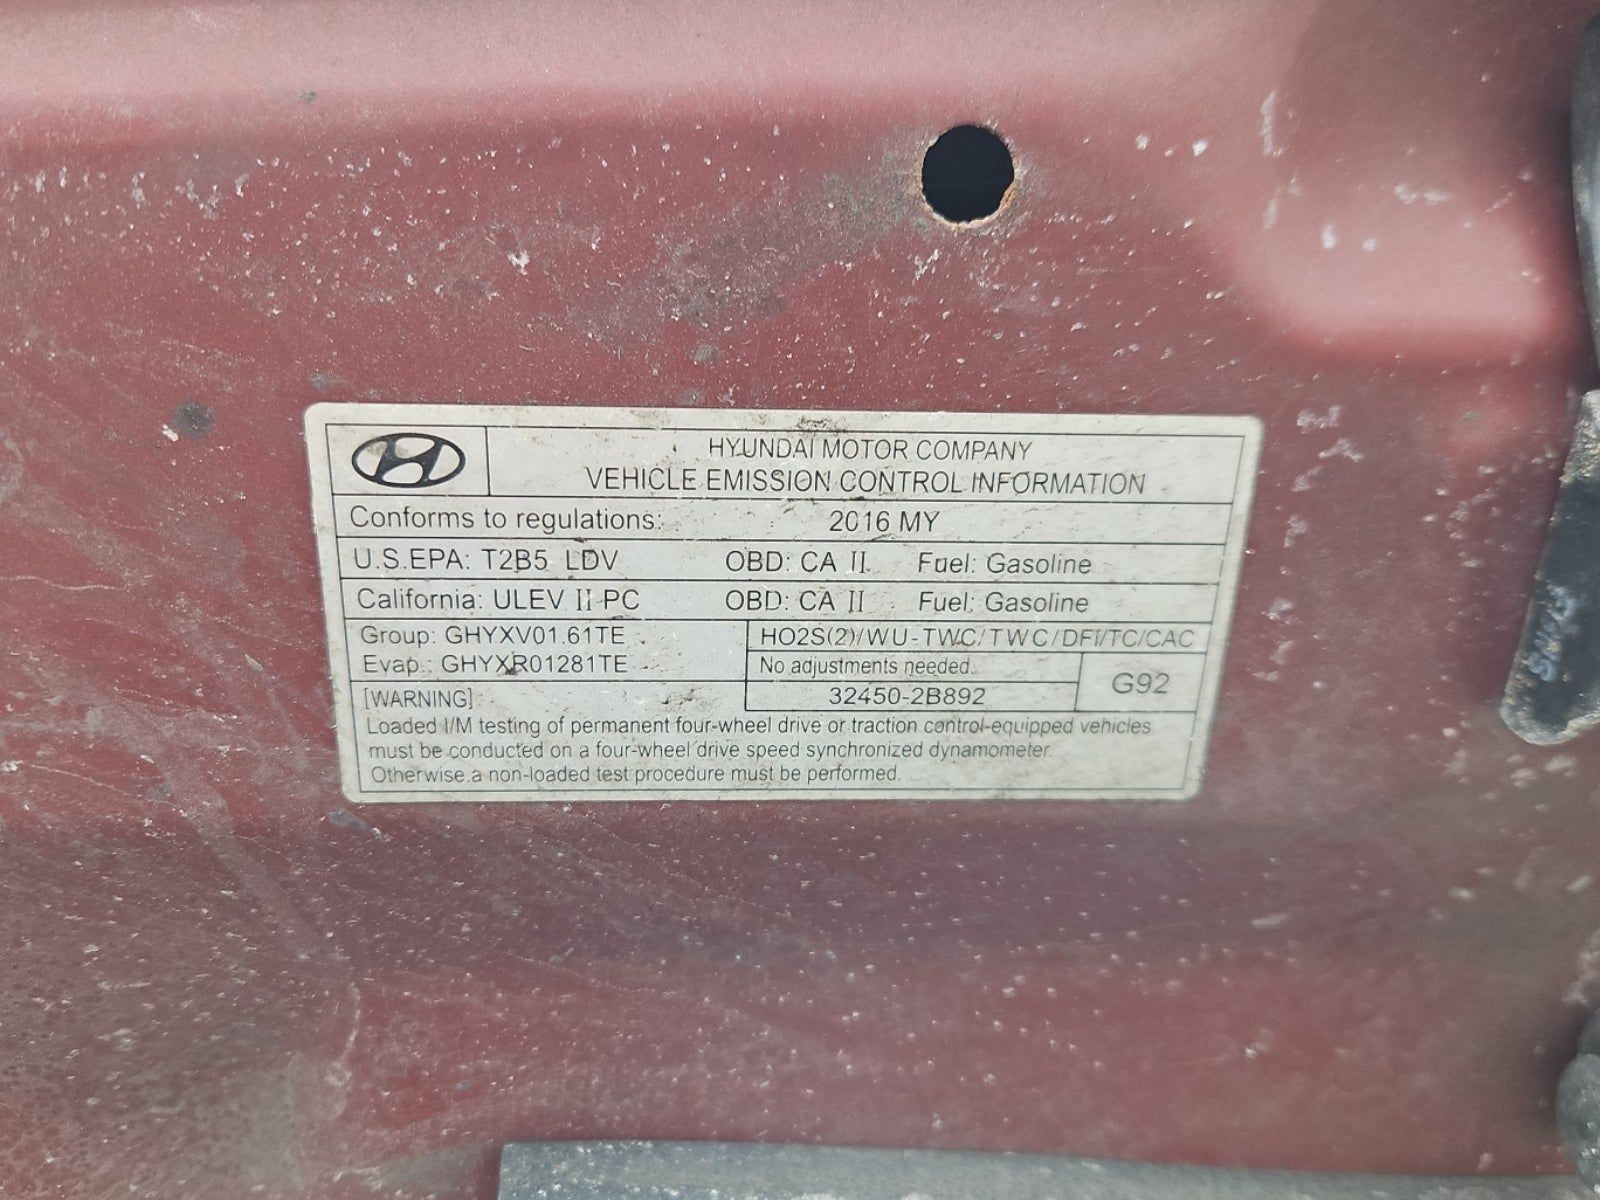 HYUNDAI MOTOR COMPANY
VEHICLE EMISSION CONTROL INFORMATION
Conforms to regulations: 2016 MY
U.S.EPA: T2B5 LDV OBD: CA II Fuel: Gasoline
California: ULEV II PC OBD: CA II Fuel: Gasoline
Group: GHYXV01.61TE HO2S(2)/WU-TWC/TWC/DFI/TC/CAC
Evap.: GHYXR01281TE No adjustments needed.
G92
[WARNING] 32450-2B892
Loaded I/M testing of permanent four-wheel drive or traction control-equipped vehicles
must be conducted on a four-wheel drive speed synchronized dynamometer.
Otherwise.a non-loaded test procedure must be performed.